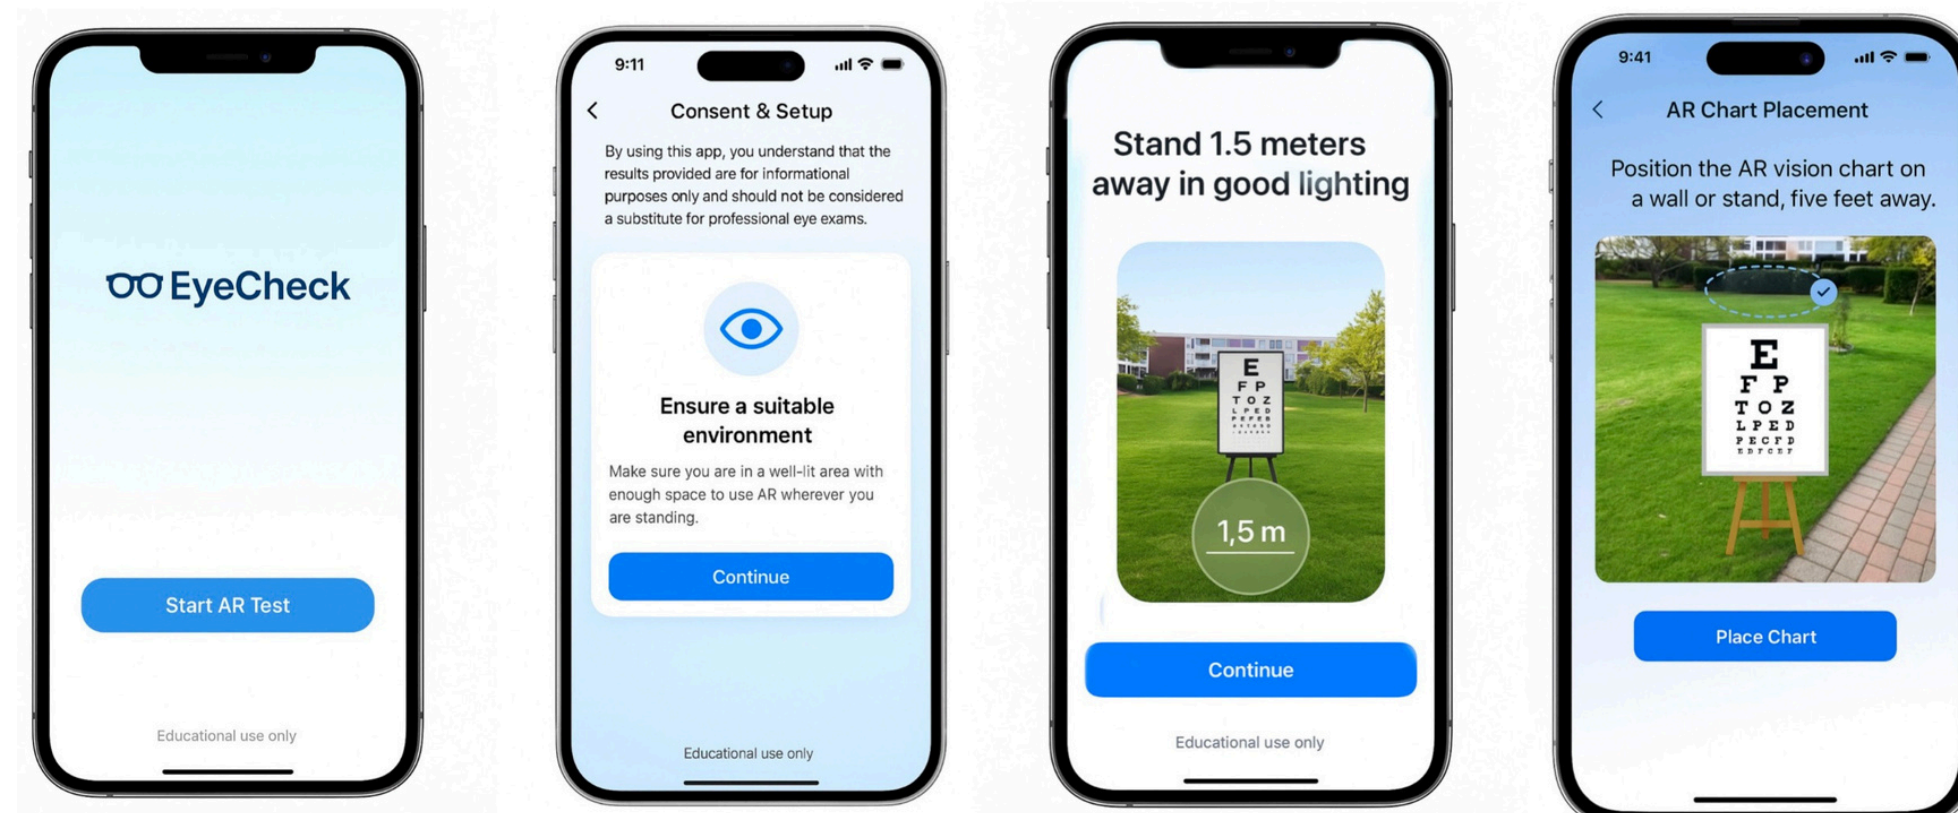 EyeCheck
Start AR Test
Educational use only
9:11
Consent & Setup
By using this app, you understand that the
results provided are for informational
purposes only and should not be considered
a substitute for professional eye exams.
Ensure a suitable
environment
Make sure you are in a well-lit area with
enough space to use AR wherever you
are standing.
Continue
Educational use only
Stand 1.5 meters
away in good lighting
E
F P
T O Z
L P E D
1,5 m
Continue
Educational use only
9:41
AR Chart Placement
Position the AR vision chart on
a wall or stand, five feet away.
E
F P
T O Z
L P E D
P E C F D
E D F C E F
Place Chart